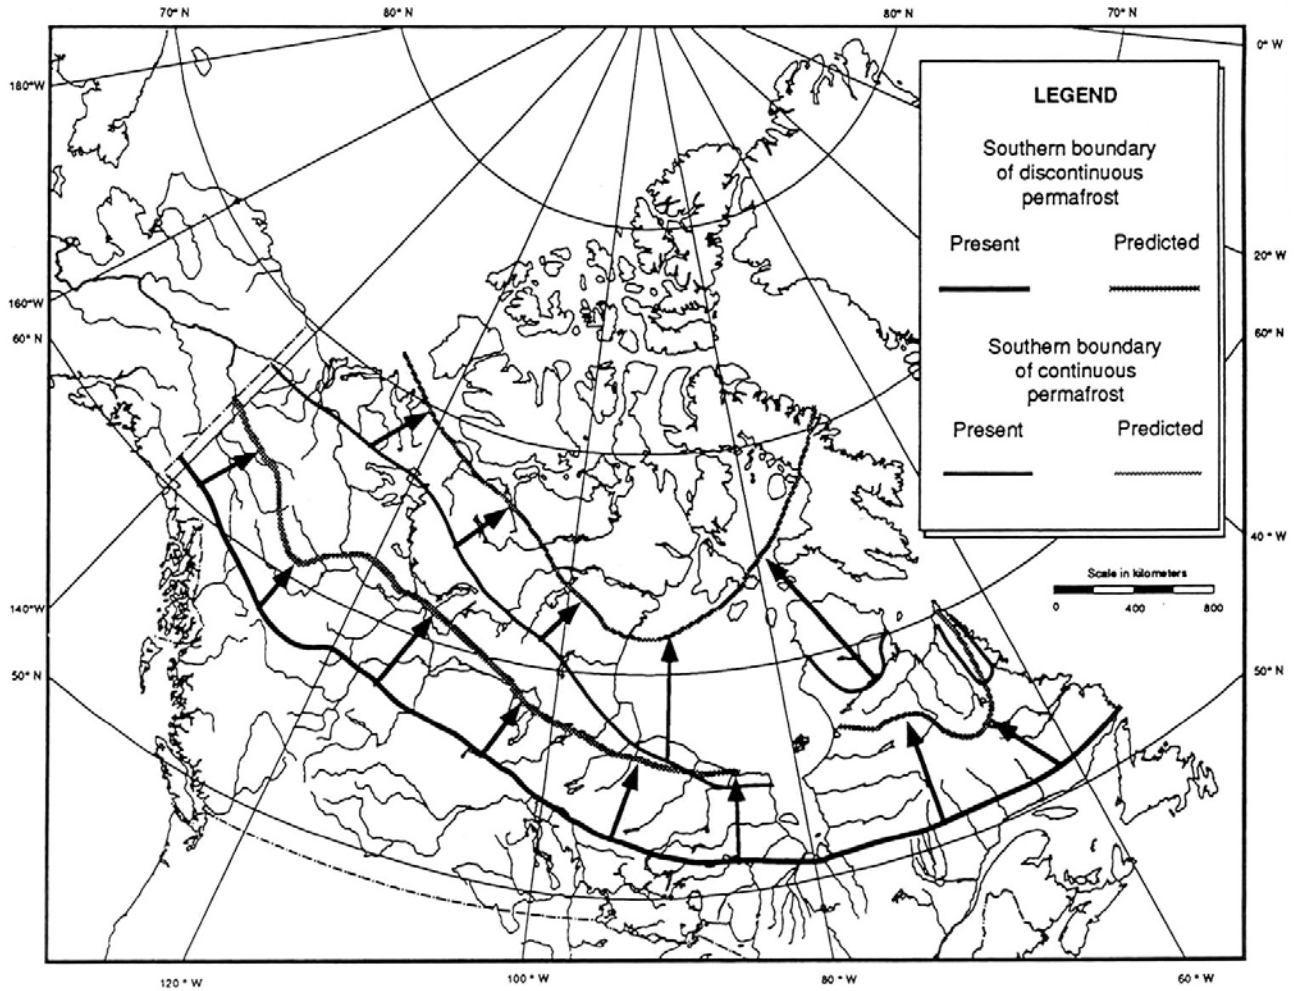 70° N
80° N
80° N
70° N
0° W
180°W
LEGEND
Southern boundary
of discontinuous
permafrost
Present
Predicted
20° W
160°W
60° N
60° N
Southern boundary
of continuous
permafrost
Present
Predicted
40° W
Scale in kilometers
0
400
800
140°W
50° N
50° N
120° W
100° W
80° W
60° W